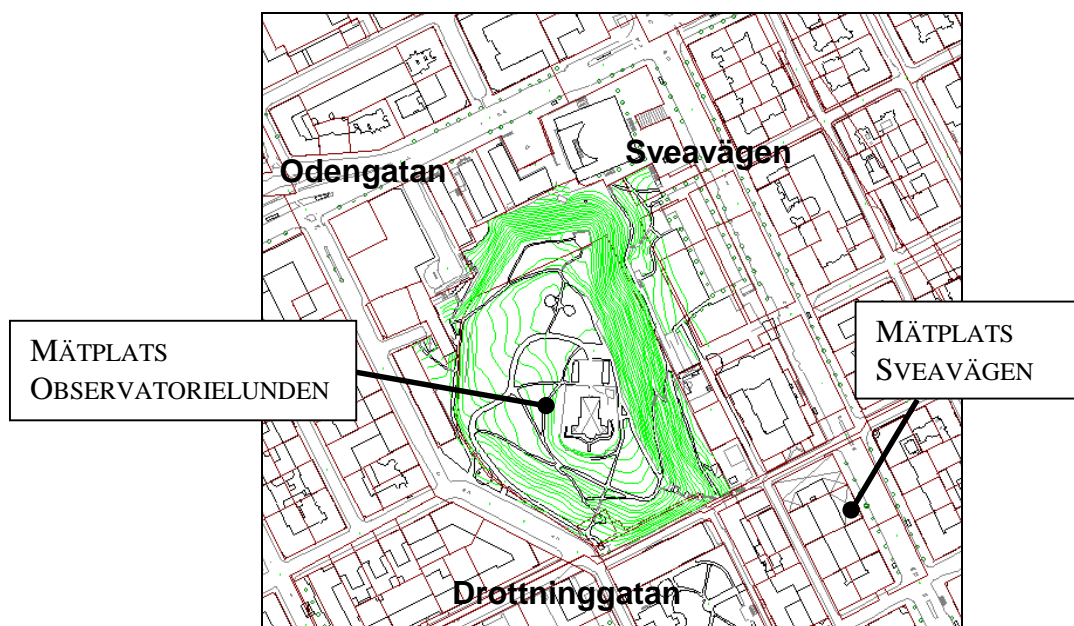 Sveavägen
Odengatan
MÄTPLATS
OBSERVATORIELUNDEN
MÄTPLATS
SVEAVÄGEN
Drottninggatan